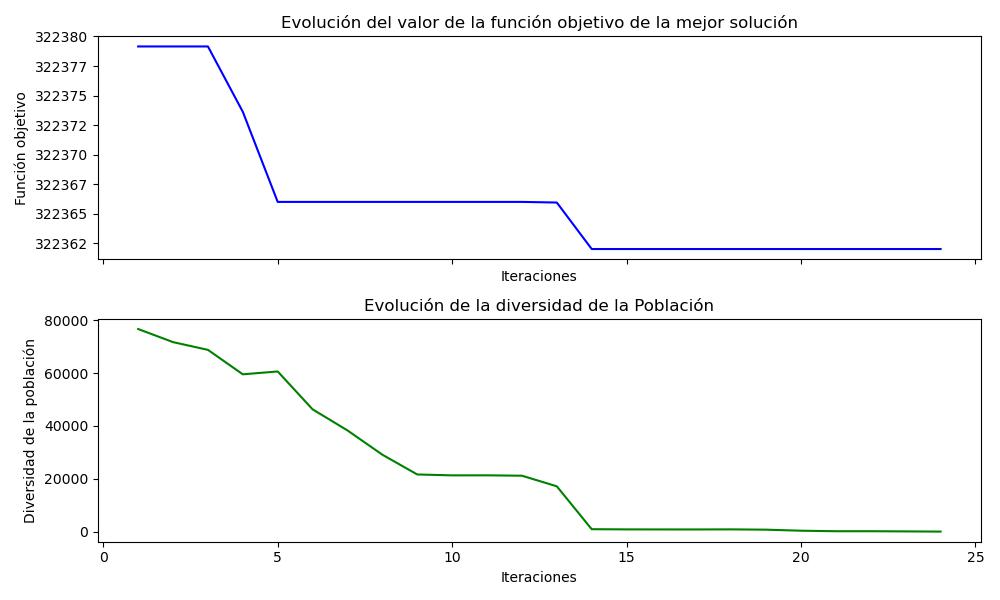 Evolución del valor de la función objetivo de la mejor solución
322380
322377
322375
322372
322370
322367
322365
322362
Función objetivo
Iteraciones
Evolución de la diversidad de la Población
80000
60000
40000
20000
0
Diversidad de la población
0 5 10 15 20 25
Iteraciones